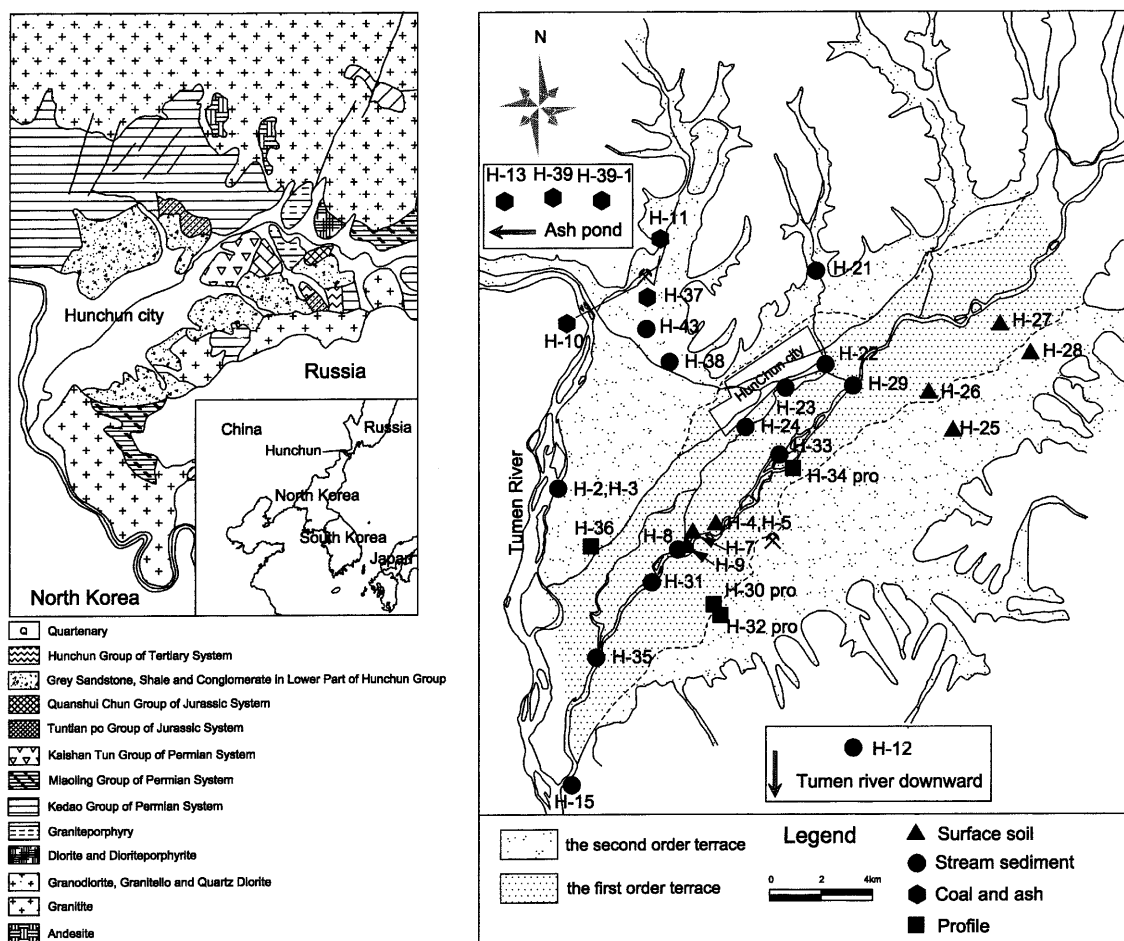 Hunchun city
Russia
China
Russia
Hunchun
North Korea
South Korea
Japan
North Korea
Q Quartenary
Hunchun Group of Tertiary System
Grey Sandstone, Shale and Conglomerate in Lower Part of Hunchun Group
Quanshui Chun Group of Jurassic System
Tuntian po Group of Jurassic System
Kaishan Tun Group of Permian System
Miaoling Group of Permian System
Kedao Group of Permian System
Graniteporphyry
Diorite and Dioriteporphyrite
Granodiorite, Granitello and Quartz Diorite
Granitite
Andesite
N
H-13 H-39 H-39-1
Ash pond
H-11
H-21
H-37
H-43
H-10
H-38
HunChun city
H-22
H-27
H-28
H-29
H-26
H-23
H-24
H-25
H-33
H-34 pro
Tumen River
H-2,H-3
H-36
H-4,H-5
H-8
H-7
H-9
H-31
H-30 pro
H-32 pro
H-35
H-12
Tumen river downward
H-15
the second order terrace
the first order terrace
Legend
0 2 4km
Surface soil
Stream sediment
Coal and ash
Profile